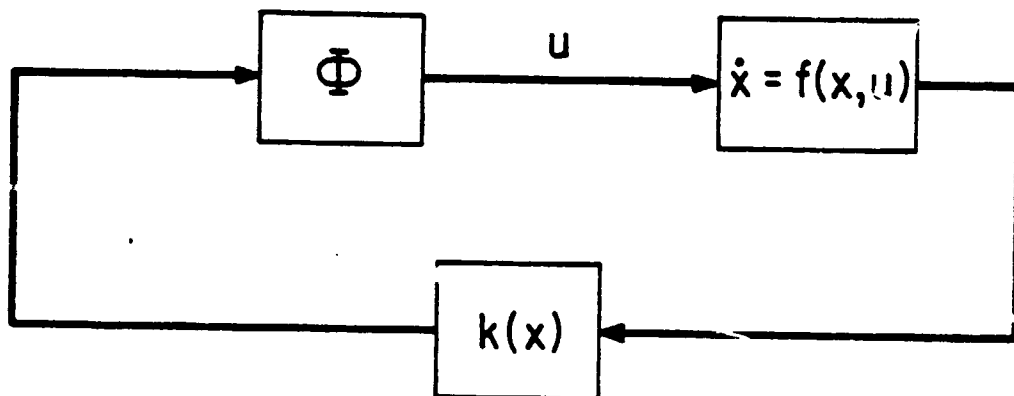 Φ
u
ẋ = f(x,u)
k(x)